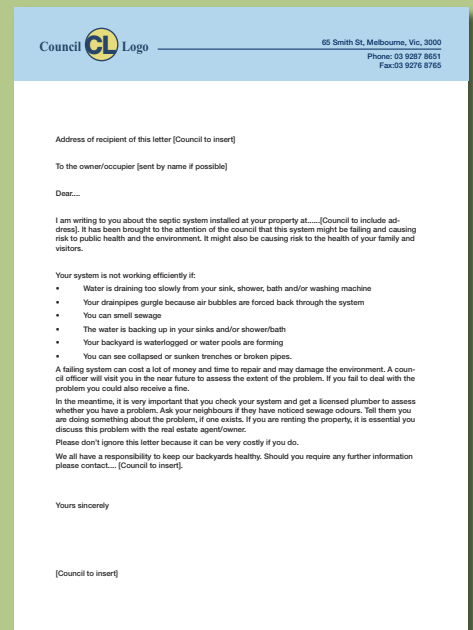 Council CL Logo
65 Smith St, Melbourne, Vic, 3000
Phone: 03 9287 8651
Fax:03 9276 8765
Address of recipient of this letter [Council to insert]
To the owner/occupier [sent by name if possible]
Dear....
I am writing to you about the septic system installed at your property at......[Council to include ad-
dress]. It has been brought to the attention of the council that this system might be failing and causing
risk to public health and the environment. It might also be causing risk to the health of your family and
visitors.
Your system is not working efficiently if:
• Water is draining too slowly from your sink, shower, bath and/or washing machine
• Your drainpipes gurgle because air bubbles are forced back through the system
• You can smell sewage
• The water is backing up in your sinks and/or shower/bath
• Your backyard is waterlogged or water pools are forming
• You can see collapsed or sunken trenches or broken pipes.
A failing system can cost a lot of money and time to repair and may damage the environment. A coun-
cil officer will visit you in the near future to assess the extent of the problem. If you fail to deal with the
problem you could also receive a fine.
In the meantime, it is very important that you check your system and get a licensed plumber to assess
whether you have a problem. Ask your neighbours if they have noticed sewage odours. Tell them you
are doing something about the problem, if one exists. If you are renting the property, it is essential you
discuss this problem with the real estate agent/owner.
Please don't ignore this letter because it can be very costly if you do.
We all have a responsibility to keep our backyards healthy. Should you require any further information
please contact.... [Council to insert].
Yours sincerely
[Council to insert]